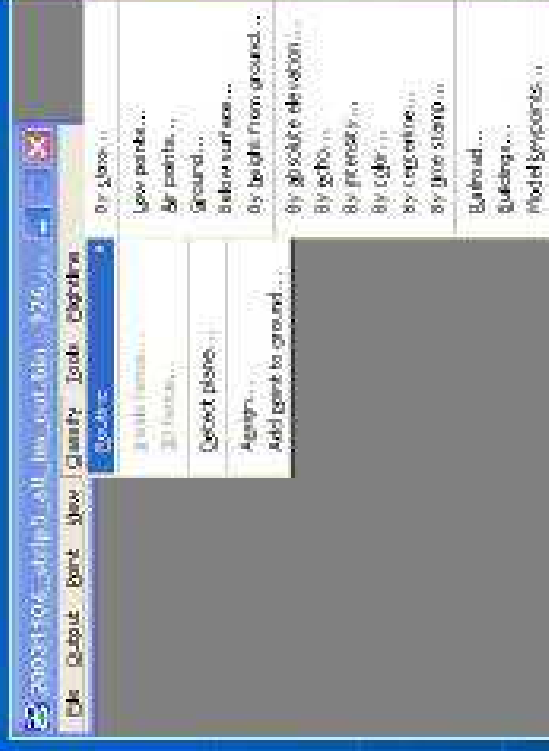 File Output Point View Classify Tools Flightline
Routine
Detect plane...
Assign...
Add point to ground...
By class...
Low points...
Air points...
Ground...
Below surface...
By height from ground...
By absolute elevation...
By echo...
By intensity...
By color...
By centerline...
By time stamp...
Railroad...
Buildings...
Model keypoints...